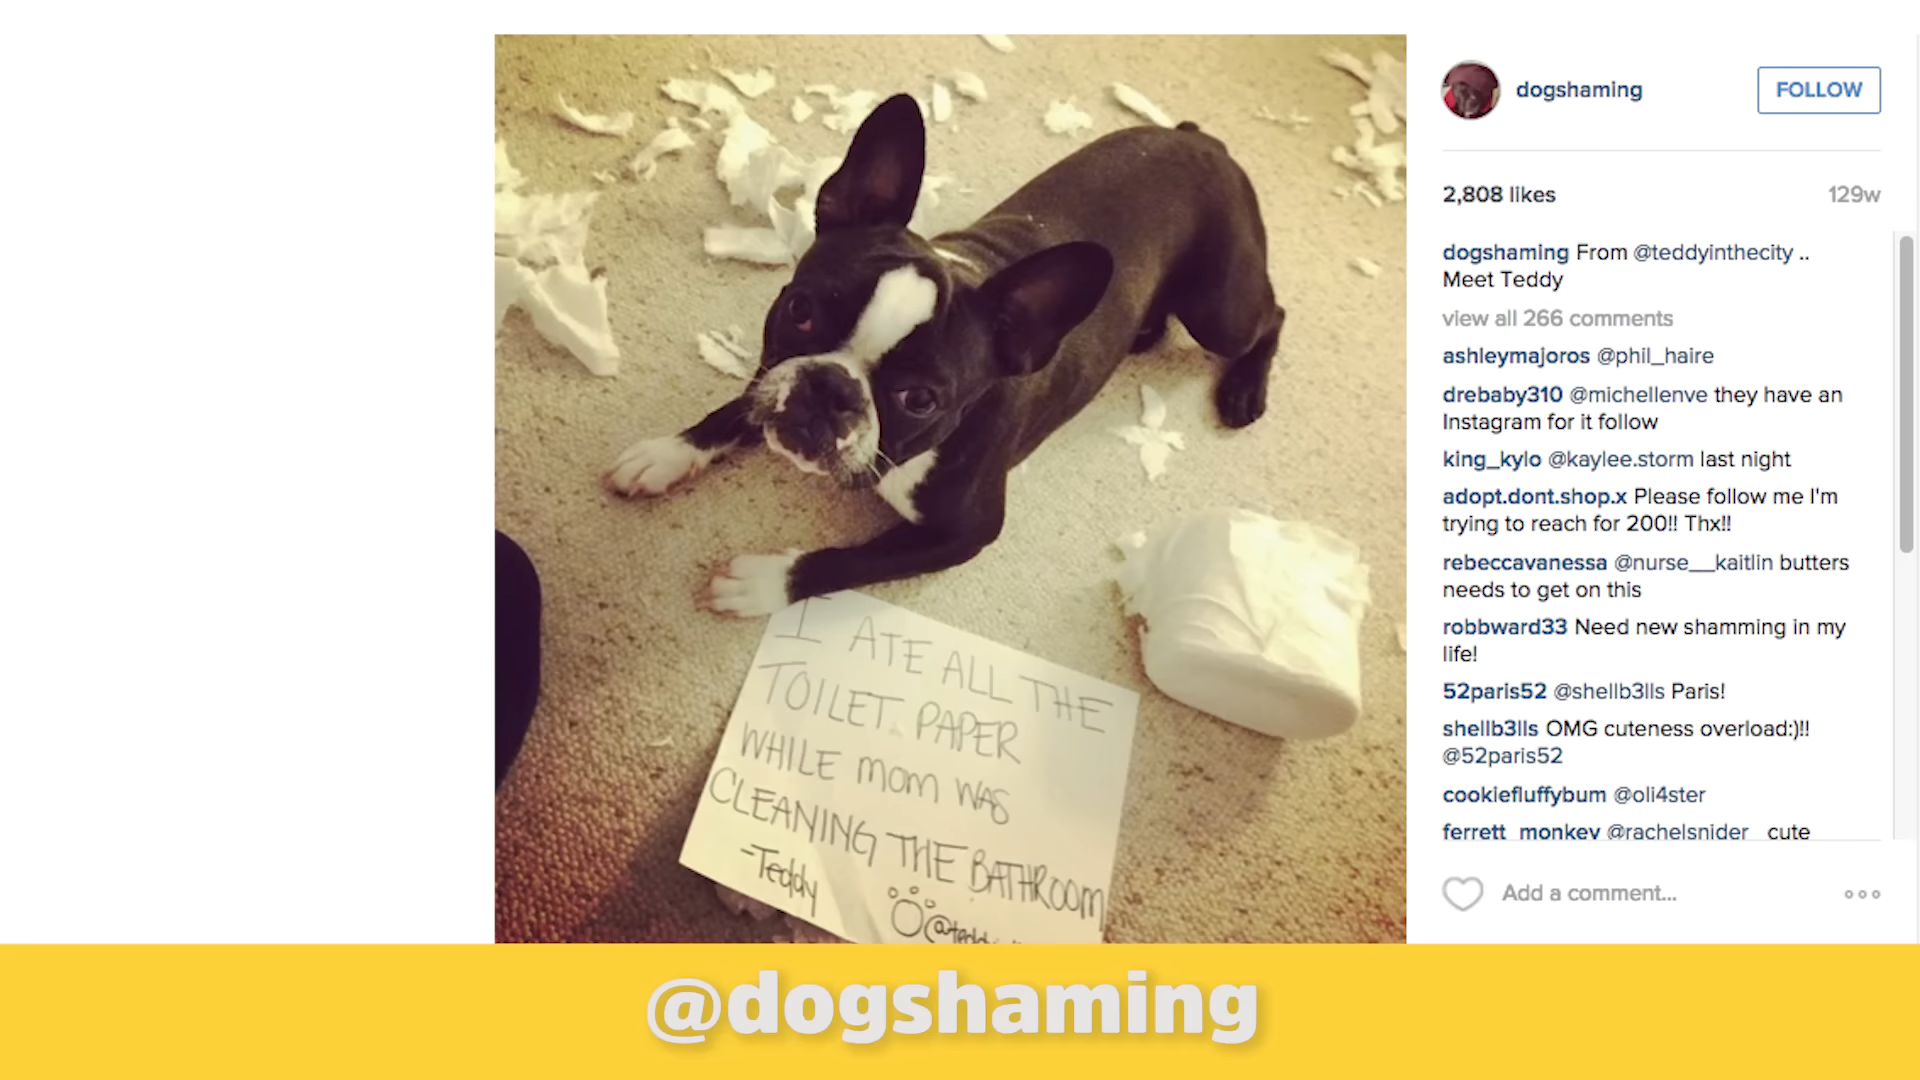 dogshaming
FOLLOW
2,808 likes
129w
dogshaming From @teddyinthecity ..
Meet Teddy
view all 266 comments
ashleymajoros @phil_haire
drebaby310 @michellenve they have an
Instagram for it follow
king_kylo @kaylee.storm last night
adopt.dont.shop.x Please follow me I'm
trying to reach for 200!! Thx!!
rebeccavanessa @nurse__kaitlin butters
needs to get on this
robbward33 Need new shamming in my
life!
52paris52 @shellb3lls Paris!
shellb3lls OMG cuteness overload:)!!
@52paris52
cookiefluffybum @oli4ster
ferrett_monkey @rachelsnider_ cute
Add a comment...
I ATE ALL THE
TOILET PAPER
WHILE MOM WAS
CLEANING THE BATHROOM
-Teddy
@dogshaming